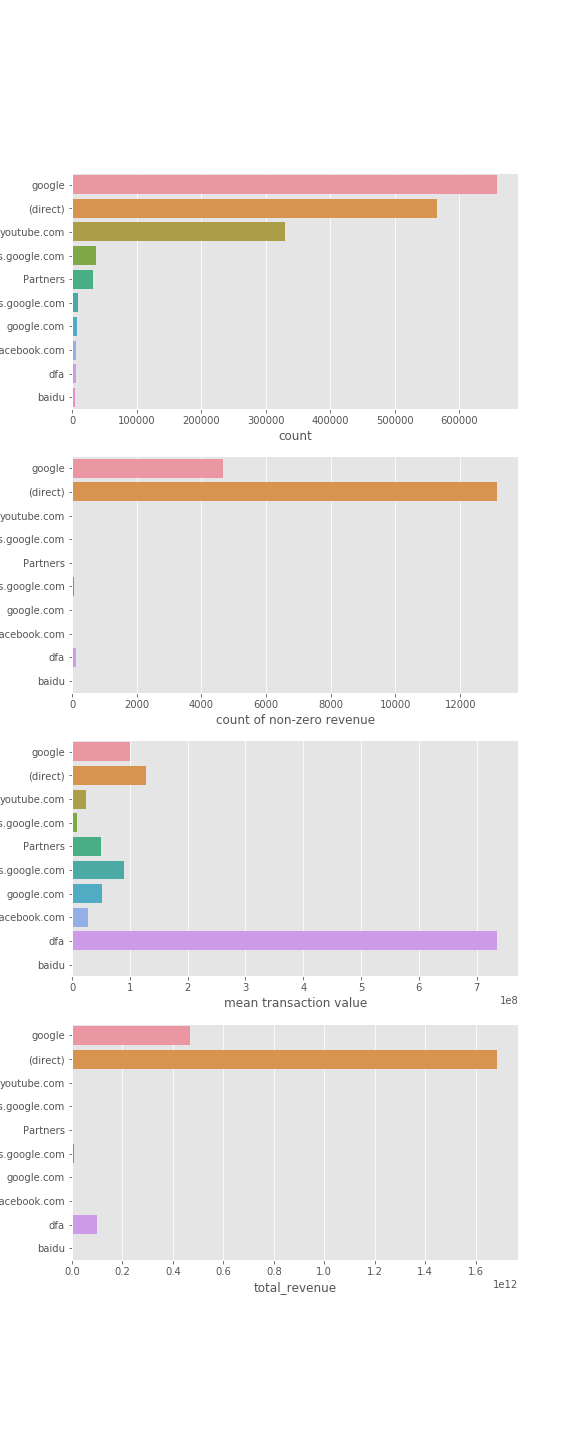 google
(direct)
youtube.com
s.google.com
Partners
s.google.com
google.com
acebook.com
dfa
baidu
0 100000 200000 300000 400000 500000 600000
count
google
(direct)
youtube.com
s.google.com
Partners
s.google.com
google.com
acebook.com
dfa
baidu
0 2000 4000 6000 8000 10000 12000
count of non-zero revenue
google
(direct)
youtube.com
s.google.com
Partners
s.google.com
google.com
acebook.com
dfa
baidu
0 1 2 3 4 5 6 7
1e8
mean transaction value
google
(direct)
youtube.com
s.google.com
Partners
s.google.com
google.com
acebook.com
dfa
baidu
0.0 0.2 0.4 0.6 0.8 1.0 1.2 1.4 1.6
1e12
total_revenue